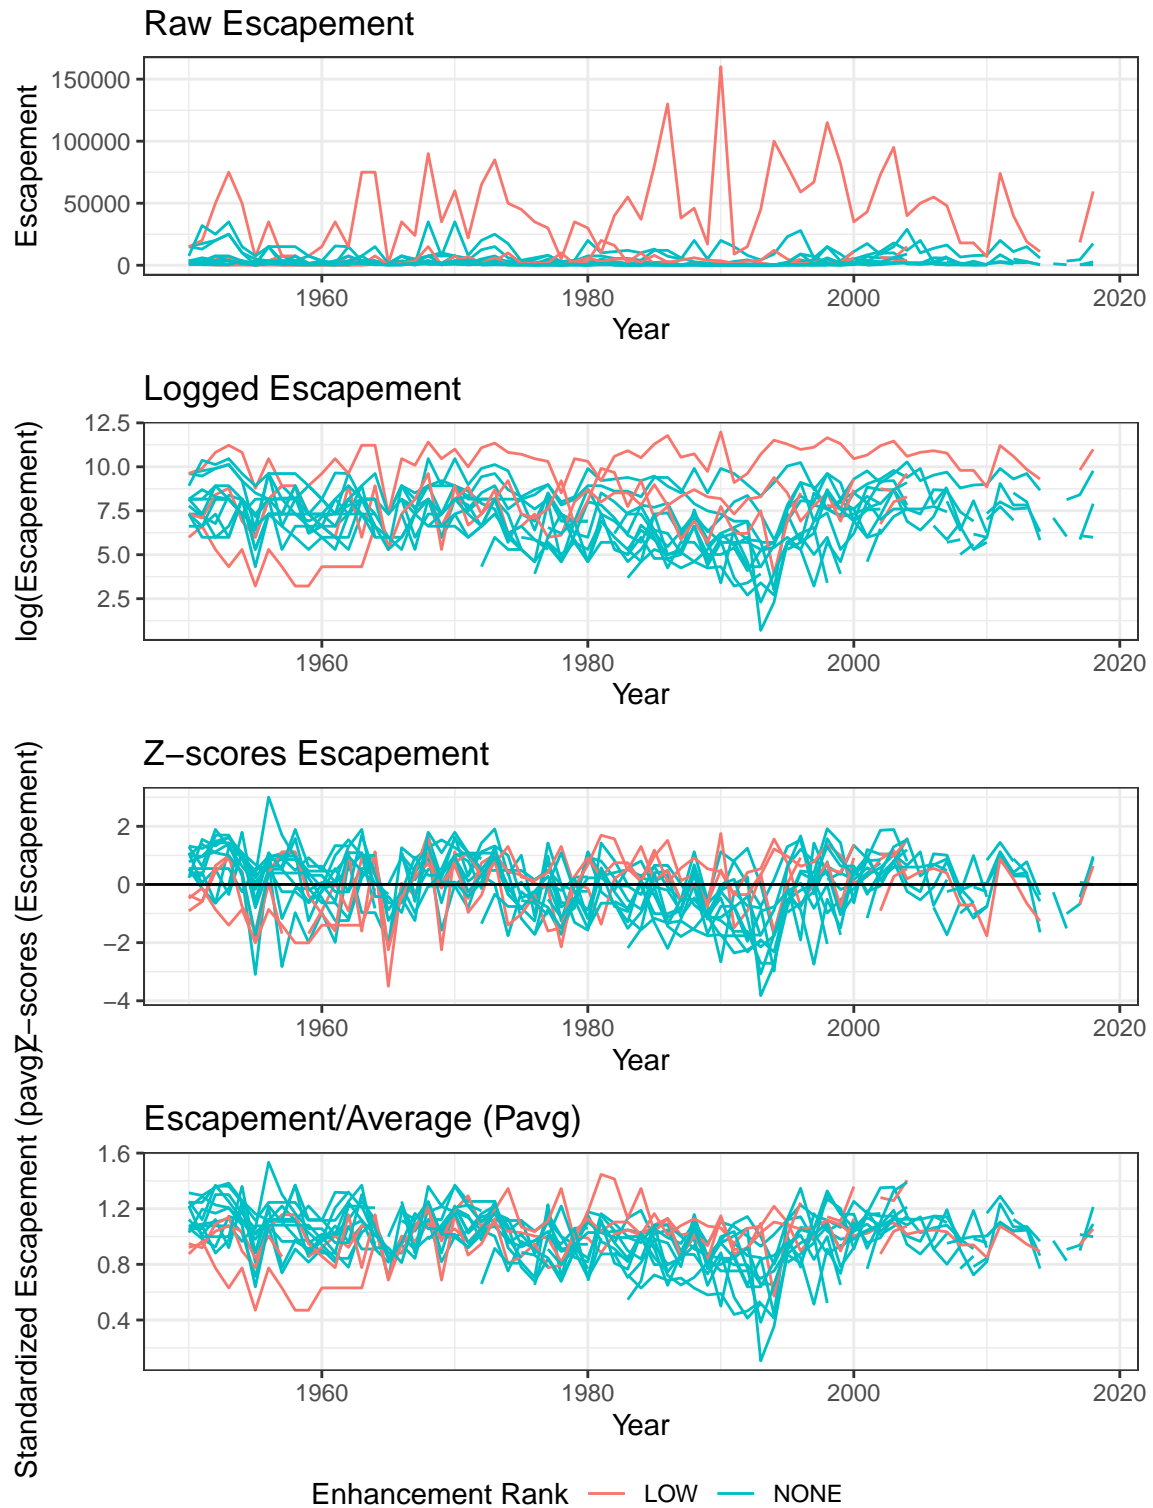 Raw Escapement
Escapement
150000
100000
50000
0
1960
1980
2000
2020
Year
Logged Escapement
log(Escapement)
12.5
10.0
7.5
5.0
2.5
1960
1980
2000
2020
Year
Z−scores Escapement
Z−scores (Escapement)
2
0
−2
−4
1960
1980
2000
2020
Year
Escapement/Average (Pavg)
Standardized Escapement (pavg)
1.6
1.2
0.8
0.4
1960
1980
2000
2020
Year
Enhancement Rank LOW NONE